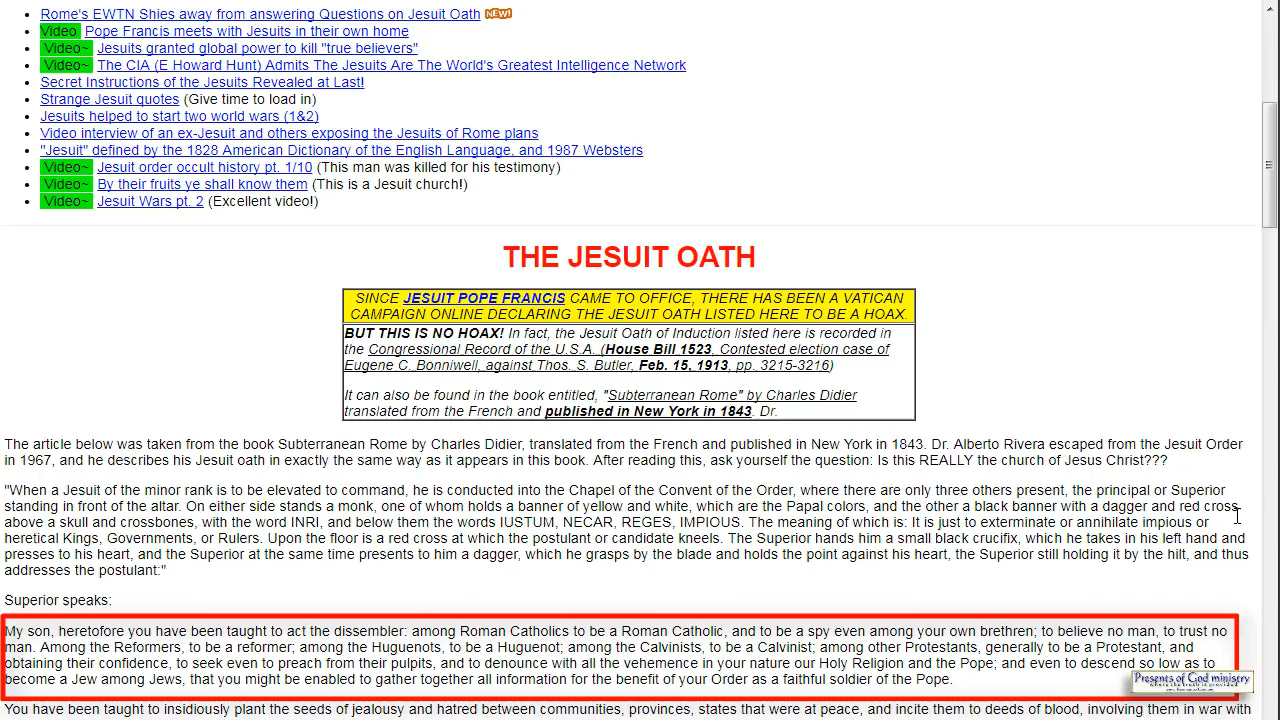 Rome's EWTN Shies away from answering Questions on Jesuit Oath NEW!
Video Pope Francis meets with Jesuits in their own home
Video~ Jesuits granted global power to kill "true believers"
Video~ The CIA (E Howard Hunt) Admits The Jesuits Are The World's Greatest Intelligence Network
Secret Instructions of the Jesuits Revealed at Last!
Strange Jesuit quotes (Give time to load in)
Jesuits helped to start two world wars (1&2)
Video interview of an ex-Jesuit and others exposing the Jesuits of Rome plans
"Jesuit" defined by the 1828 American Dictionary of the English Language, and 1987 Websters
Video~ Jesuit order occult history pt. 1/10 (This man was killed for his testimony)
Video~ By their fruits ye shall know them (This is a Jesuit church!)
Video~ Jesuit Wars pt. 2 (Excellent video!)
THE JESUIT OATH
SINCE JESUIT POPE FRANCIS CAME TO OFFICE, THERE HAS BEEN A VATICAN
CAMPAIGN ONLINE DECLARING THE JESUIT OATH LISTED HERE TO BE A HOAX.
BUT THIS IS NO HOAX! In fact, the Jesuit Oath of Induction listed here is recorded in
the Congressional Record of the U.S.A. (House Bill 1523, Contested election case of
Eugene C. Bonniwell, against Thos. S. Butler, Feb. 15, 1913, pp. 3215-3216)
It can also be found in the book entitled, "Subterranean Rome" by Charles Didier
translated from the French and published in New York in 1843. Dr.
The article below was taken from the book Subterranean Rome by Charles Didier, translated from the French and published in New York in 1843. Dr. Alberto Rivera escaped from the Jesuit Order
in 1967, and he describes his Jesuit oath in exactly the same way as it appears in this book. After reading this, ask yourself the question: Is this REALLY the church of Jesus Christ???
"When a Jesuit of the minor rank is to be elevated to command, he is conducted into the Chapel of the Convent of the Order, where there are only three others present, the principal or Superior
standing in front of the altar. On either side stands a monk, one of whom holds a banner of yellow and white, which are the Papal colors, and the other a black banner with a dagger and red cross
above a skull and crossbones, with the word INRI, and below them the words IUSTUM, NECAR, REGES, IMPIOUS. The meaning of which is: It is just to exterminate or annihilate impious or
heretical Kings, Governments, or Rulers. Upon the floor is a red cross at which the postulant or candidate kneels. The Superior hands him a small black crucifix, which he takes in his left hand and
presses to his heart, and the Superior at the same time presents to him a dagger, which he grasps by the blade and holds the point against his heart, the Superior still holding it by the hilt, and thus
addresses the postulant:"
Superior speaks:
My son, heretofore you have been taught to act the dissembler: among Roman Catholics to be a Roman Catholic, and to be a spy even among your own brethren; to believe no man, to trust no
man. Among the Reformers, to be a reformer; among the Huguenots, to be a Huguenot; among the Calvinists, to be a Calvinist; among other Protestants, generally to be a Protestant, and
obtaining their confidence, to seek even to preach from their pulpits, and to denounce with all the vehemence in your nature our Holy Religion and the Pope; and even to descend so low as to
become a Jew among Jews, that you might be enabled to gather together all information for the benefit of your Order as a faithful soldier of the Pope.
Presents of God ministry
You have been taught to insidiously plant the seeds of jealousy and hatred between communities, provinces, states that were at peace, and incite them to deeds of blood, involving them in war with